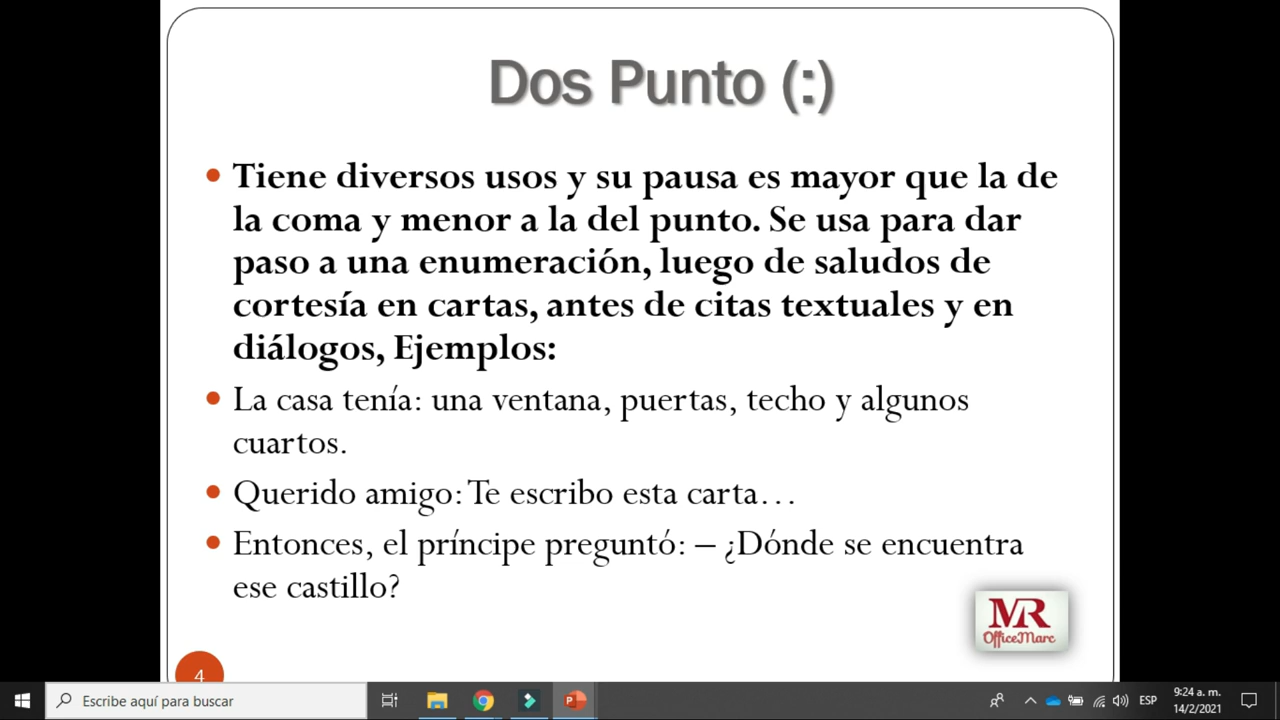 Dos Punto (:)
Tiene diversos usos y su pausa es mayor que la de
la coma y menor a la del punto. Se usa para dar
paso a una enumeración, luego de saludos de
cortesía en cartas, antes de citas textuales y en
diálogos, Ejemplos:
La casa tenía: una ventana, puertas, techo y algunos
cuartos.
Querido amigo: Te escribo esta carta…
Entonces, el príncipe preguntó: – ¿Dónde se encuentra
ese castillo?
MR
OfficeMarc
4
Escribe aquí para buscar
ESP
9:24 a. m.
14/2/2021